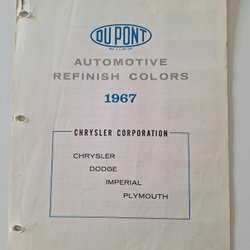 DU PONT
AUTOMOTIVE
REFINISH COLORS
1967
CHRYSLER CORPORATION
CHRYSLER
DODGE
IMPERIAL
PLYMOUTH